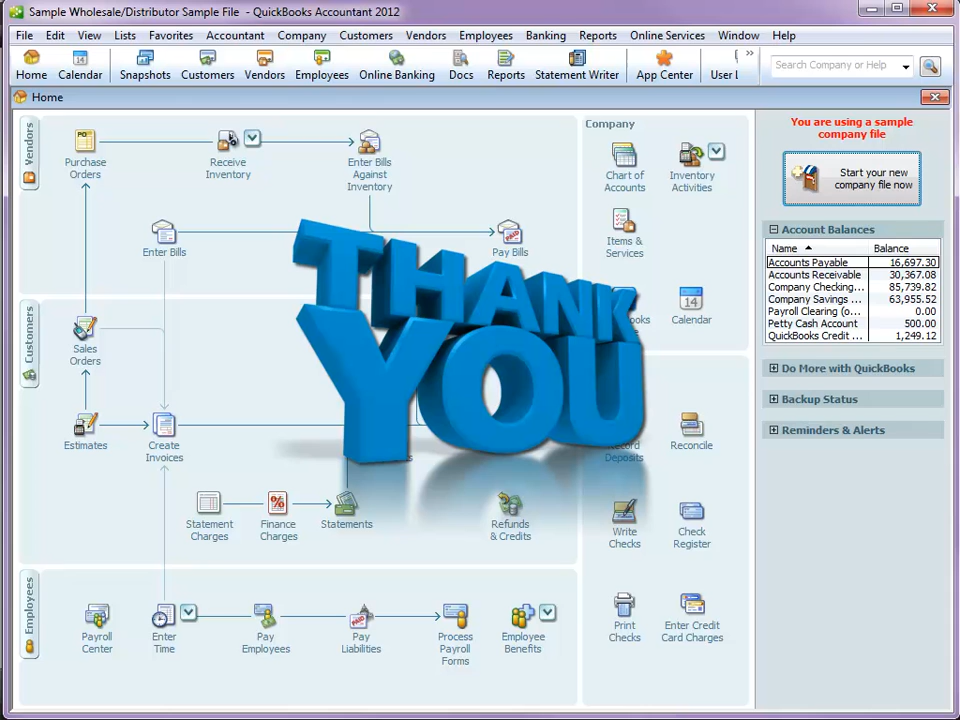 Sample Wholesale/Distributor Sample File - QuickBooks Accountant 2012
File Edit View Lists Favorites Accountant Company Customers Vendors Employees Banking Reports Online Services Window Help
Home Calendar Snapshots Customers Vendors Employees Online Banking Docs Reports Statement Writer App Center User L
Search Company or Help
Home
Vendors
Purchase
Orders
Receive
Inventory
Enter Bills
Against
Inventory
Enter Bills
Pay Bills
Customers
Sales
Orders
Estimates
Create
Invoices
Statement
Charges
Finance
Charges
Statements
Refunds
& Credits
THANK
YOU
Employees
Payroll
Center
Enter
Time
Pay
Employees
Pay
Liabilities
Process
Payroll
Forms
Employee
Benefits
Company
Chart of
Accounts
Inventory
Activities
Items &
Services
Calendar
Record
Deposits
Reconcile
Write
Checks
Check
Register
Print
Checks
Enter Credit
Card Charges
You are using a sample
company file
Start your new
company file now
Account Balances
Name Balance
Accounts Payable 16,697.30
Accounts Receivable 30,367.08
Company Checking... 85,739.82
Company Savings ... 63,955.52
Payroll Clearing (o... 0.00
Petty Cash Account 500.00
QuickBooks Credit ... 1,249.12
Do More with QuickBooks
Backup Status
Reminders & Alerts